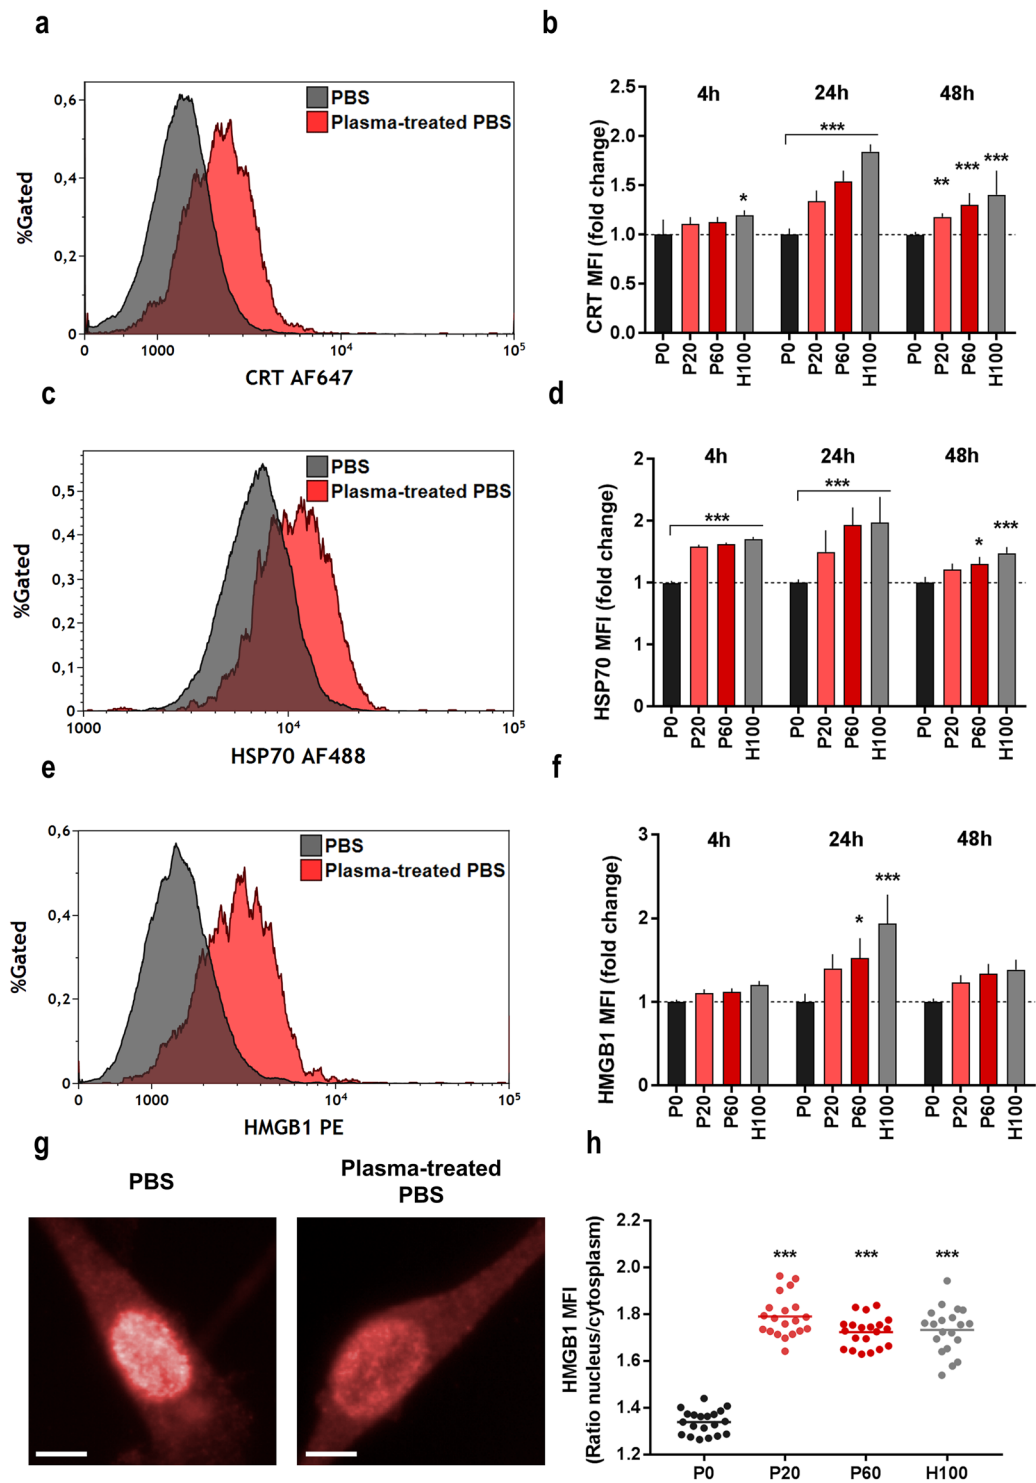 a
0,6
0,4
0,2
0
%Gated
PBS
Plasma-treated PBS
0 1000 10⁴ 10⁵
CRT AF647
b
2.5
2.0
1.5
1.0
0.5
0.0
CRT MFI (fold change)
4h 24h 48h
* *** ** *** ***
P0 P20 P60 H100 P0 P20 P60 H100 P0 P20 P60 H100
c
0,5
0,4
0,3
0,2
0,1
0
%Gated
PBS
Plasma-treated PBS
1000 10⁴ 10⁵
HSP70 AF488
d
2
2
1
1
0
HSP70 MFI (fold change)
4h 24h 48h
*** *** * ***
P0 P20 P60 H100 P0 P20 P60 H100 P0 P20 P60 H100
e
0,6
0,4
0,2
0
%Gated
PBS
Plasma-treated PBS
0 1000 10⁴ 10⁵
HMGB1 PE
f
3
2
1
0
HMGB1 MFI (fold change)
4h 24h 48h
* ***
P0 P20 P60 H100 P0 P20 P60 H100 P0 P20 P60 H100
g
PBS
Plasma-treated
PBS
h
2.2
2.0
1.8
1.6
1.4
1.2
HMGB1 MFI
(Ratio nucleus/cytosplasm)
*** *** ***
P0 P20 P60 H100